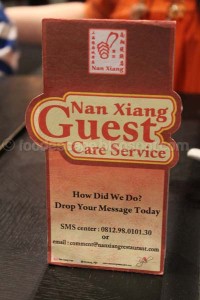 Nan Xiang
Nan Xiang
Guest
Care Service
How Did We Do?
Drop Your Message Today
SMS center : 0812.98.0101.30
or
email : comment@nanxiangrestaurant.com